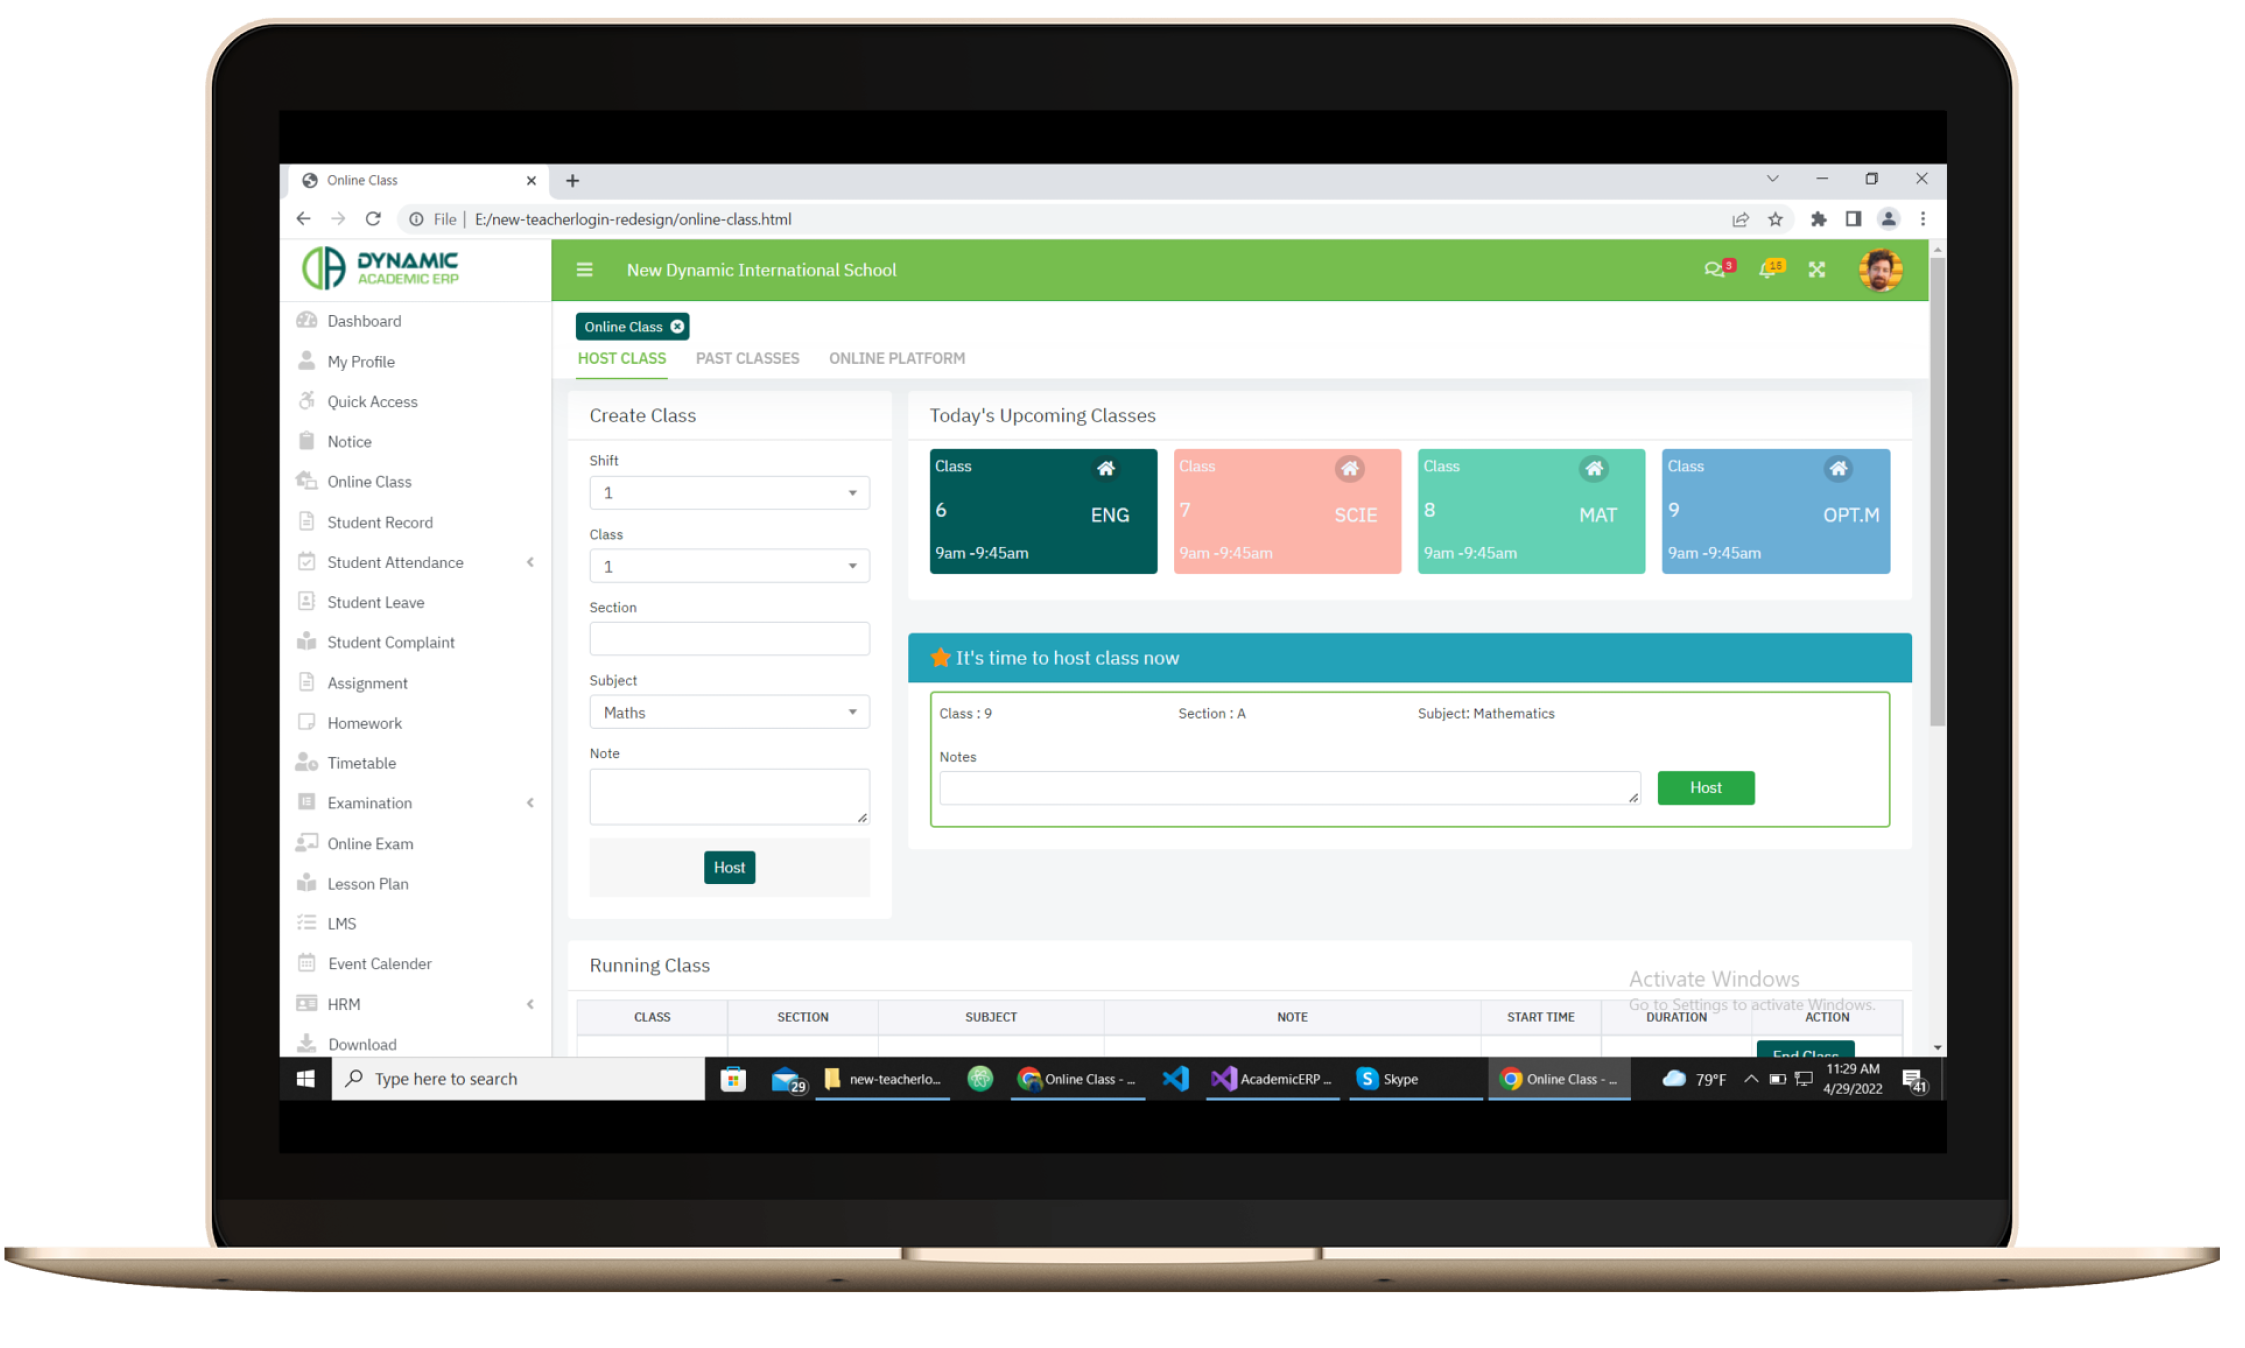 Online Class
File | E:/new-teacherlogin-redesign/online-class.html
DYNAMIC
ACADEMIC ERP
New Dynamic International School
3
15
Dashboard
My Profile
Quick Access
Notice
Online Class
Student Record
Student Attendance
Student Leave
Student Complaint
Assignment
Homework
Timetable
Examination
Online Exam
Lesson Plan
LMS
Event Calender
HRM
Download
Online Class
HOST CLASS PAST CLASSES ONLINE PLATFORM
Create Class
Shift
1
Class
1
Section
Subject
Maths
Note
Host
Today's Upcoming Classes
Class
6 ENG
9am -9:45am
Class
7 SCIE
9am -9:45am
Class
8 MAT
9am -9:45am
Class
9 OPT.M
9am -9:45am
It's time to host class now
Class : 9 Section : A Subject: Mathematics
Notes
Host
Running Class
CLASS SECTION SUBJECT NOTE START TIME DURATION ACTION
End Class
Activate Windows
Go to Settings to activate Windows.
Type here to search
29
new-teacherlo...
Online Class - ...
AcademicERP ...
Skype
Online Class - ...
79°F
11:29 AM
4/29/2022
41